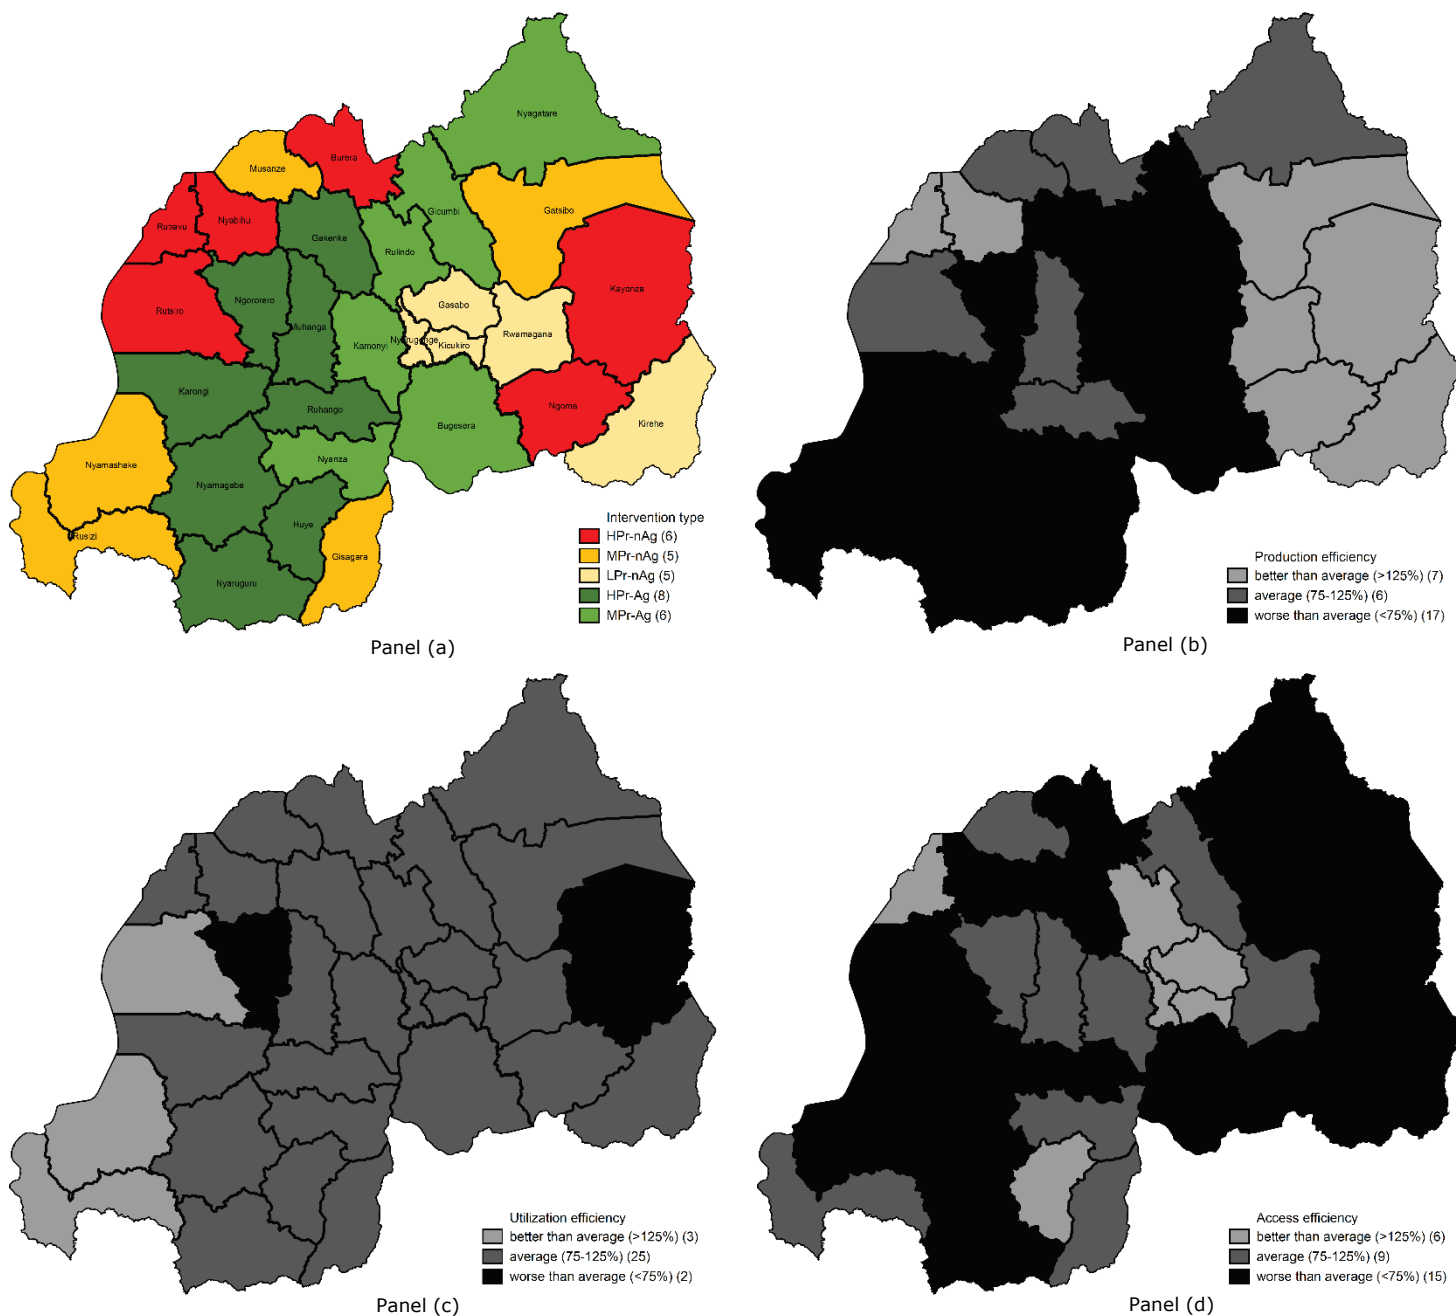 Nyagatare
Burera
Musanze
Gatsibo
Gicumbi
Rubavu
Nyabihu
Gakenke
Rulindo
Kayonza
Ngororero
Gasabo
Rutsiro
Muhanga
Rwamagana
Kamonyi
Nyarugenge
Kicukiro
Karongi
Ngoma
Ruhango
Bugesera
Kirehe
Nyamasheke
Nyanza
Nyamagabe
Huye
Rusizi
Gisagara
Nyaruguru
Intervention type
HPr-nAg (6)
MPr-nAg (5)
LPr-nAg (5)
HPr-Ag (8)
MPr-Ag (6)
Panel (a)
Production efficiency
better than average (>125%) (7)
average (75-125%) (6)
worse than average (<75%) (17)
Panel (b)
Utilization efficiency
better than average (>125%) (3)
average (75-125%) (25)
worse than average (<75%) (2)
Panel (c)
Access efficiency
better than average (>125%) (6)
average (75-125%) (9)
worse than average (<75%) (15)
Panel (d)